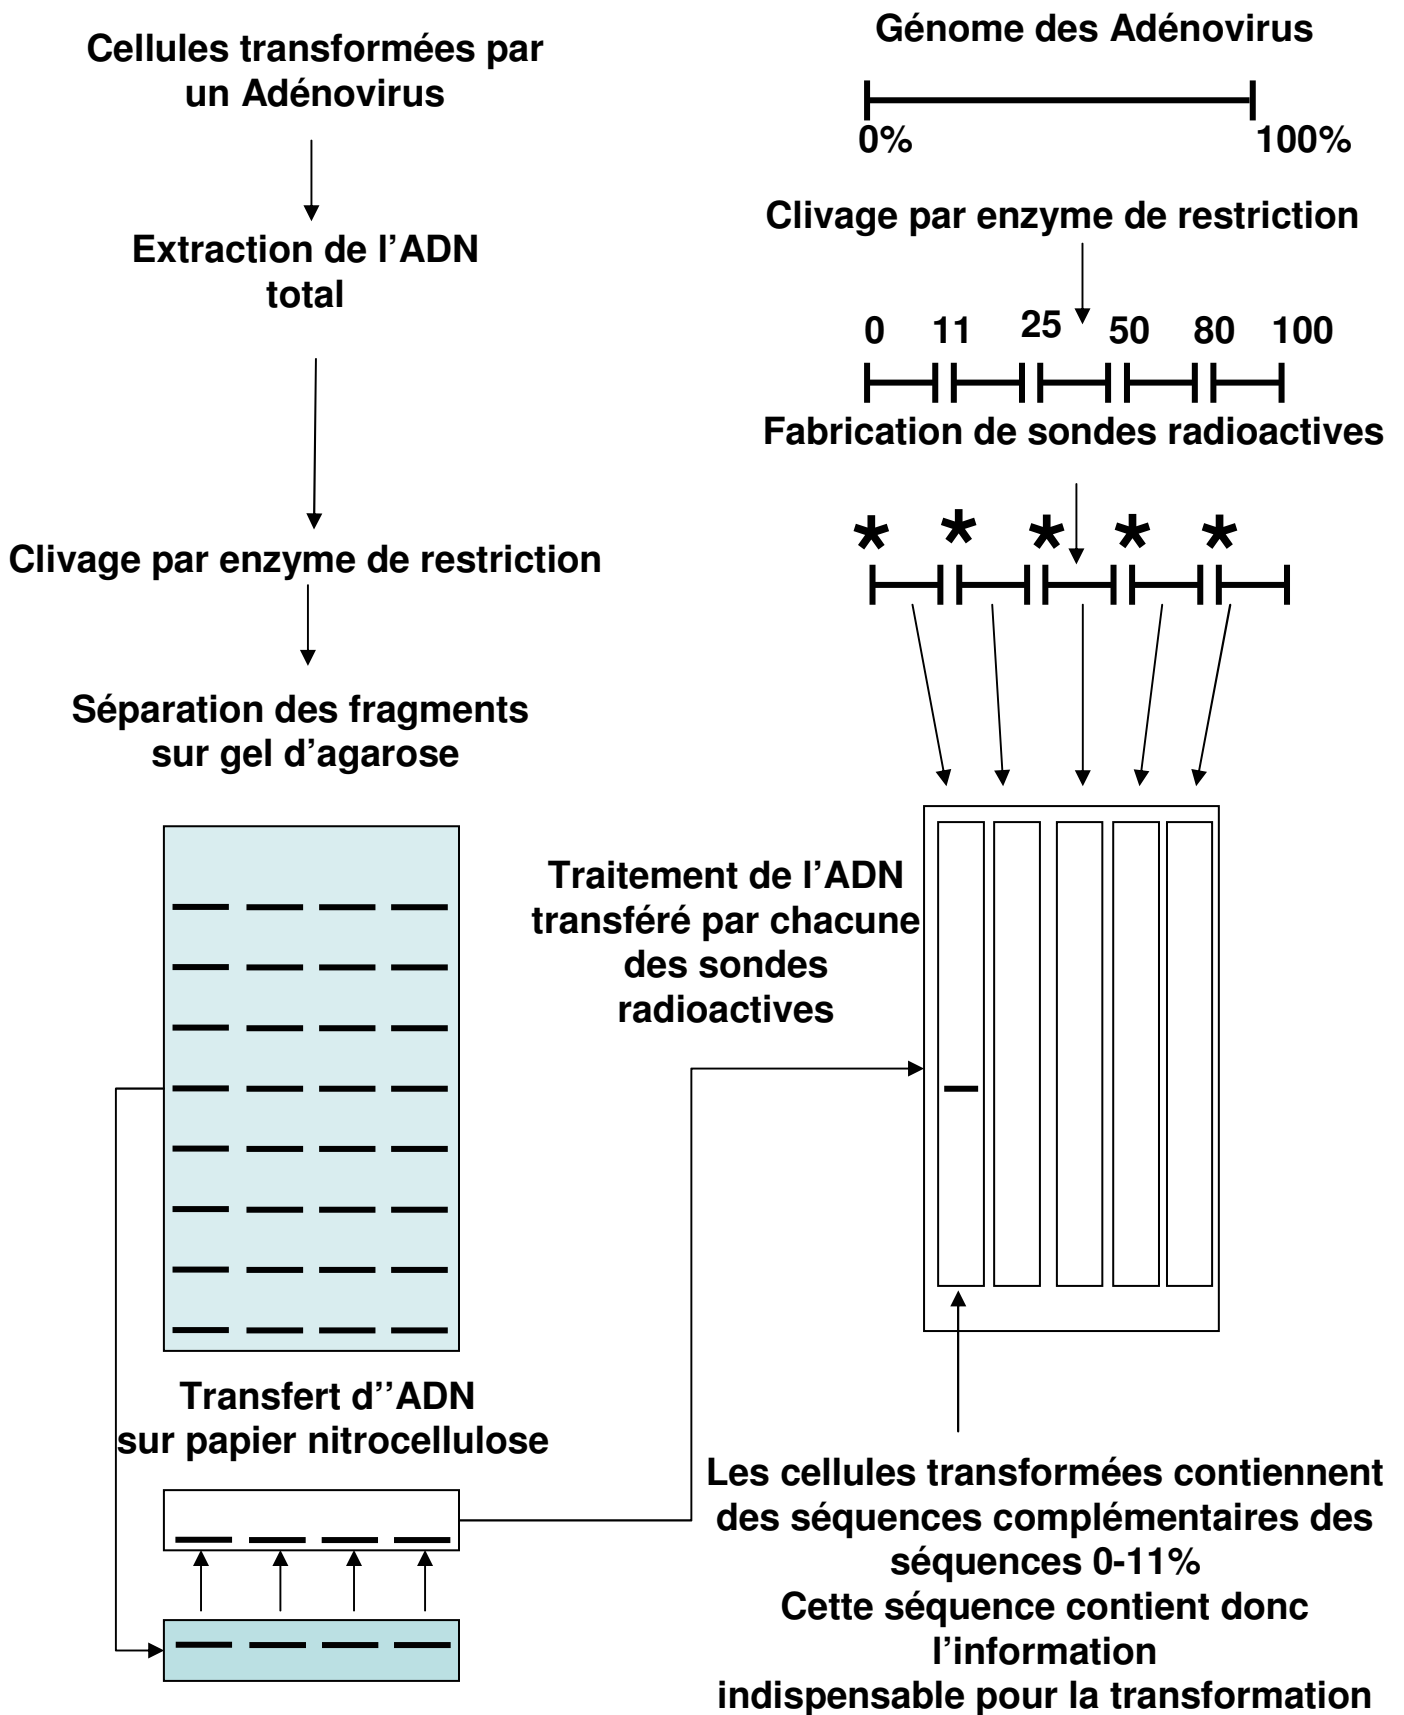 Cellules transformées par
un Adénovirus
Extraction de l'ADN
total
Clivage par enzyme de restriction
Séparation des fragments
sur gel d'agarose
Transfert d''ADN
sur papier nitrocellulose
Génome des Adénovirus
0% 100%
Clivage par enzyme de restriction
0 11 25 50 80 100
Fabrication de sondes radioactives
* * * * *
Traitement de l'ADN
transféré par chacune
des sondes
radioactives
Les cellules transformées contiennent
des séquences complémentaires des
séquences 0-11%
Cette séquence contient donc
l'information
indispensable pour la transformation